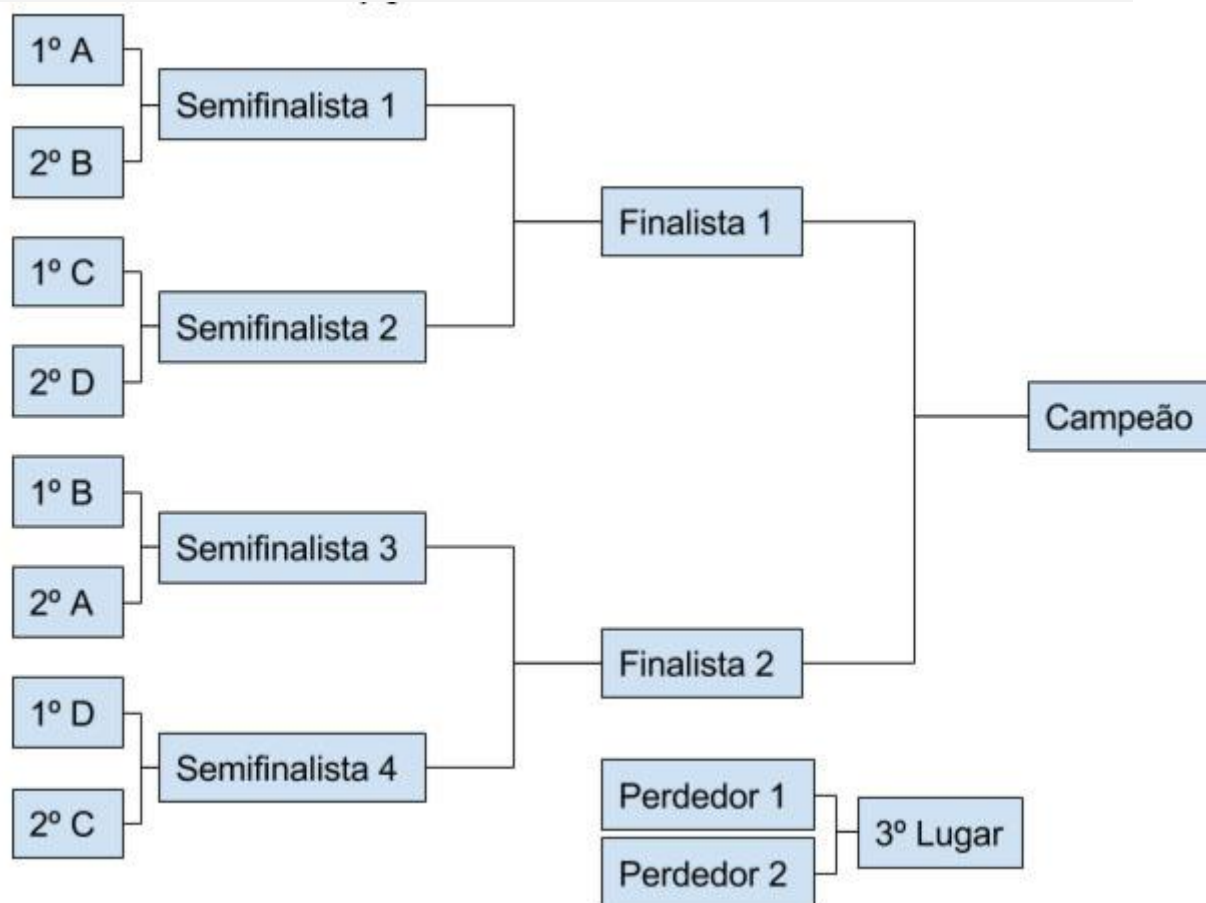 1º A
2º B
Semifinalista 1
1º C
2º D
Semifinalista 2
Finalista 1
1º B
2º A
Semifinalista 3
1º D
2º C
Semifinalista 4
Finalista 2
Campeão
Perdedor 1
Perdedor 2
3º Lugar